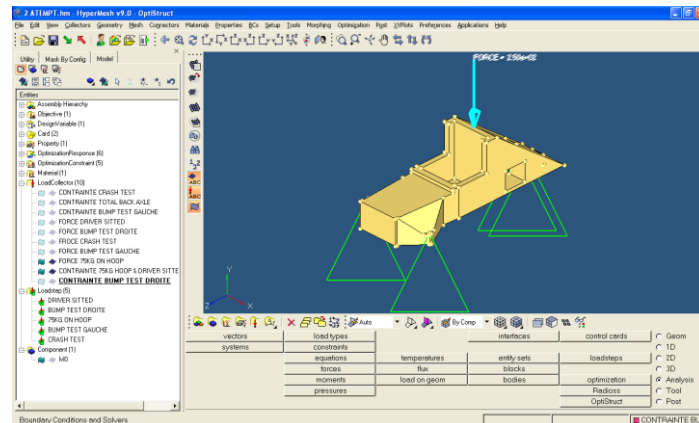 2 ATEMPT.hm - HyperMesh v9.0 - OptiStruct
File Edit View Collectors Geometry Mesh Connectors Materials Properties BCs Setup Tools Morphing Optimization Post XYPlots Preferences Applications Help
Utility Mask By Config Model
Entities
Assembly Hierarchy
Objective (1)
DesignVariable (1)
Card (2)
Property (1)
OptimizationResponse (6)
OptimizationConstraint (5)
Material (1)
LoadCollector (10)
CONTRAINTE CRASH TEST
CONTRAINTE TOTAL BACK AXLE
CONTRAINTE BUMP TEST GAUCHE
FORCE DRIVER SITTED
FORCE BUMP TEST DROITE
FROCE CRASH TEST
FORCE BUMP TEST GAUCHE
FORCE 75KG ON HOOP
CONTRAINTE 75KG HOOP & DRIVER SITTE
CONTRAINTE BUMP TEST DROITE
Loadstep (5)
DRIVER SITTED
BUMP TEST DROITE
75KG ON HOOP
BUMP TEST GAUCHE
CRASH TEST
Component (1)
M0
Y
Z
X
Auto By Comp
vectors load types interfaces control cards Geom
systems constraints 1D
equations temperatures entity sets loadsteps 2D
forces flux blocks 3D
moments load on geom bodies optimization Analysis
pressures Radioss Tool
OptiStruct Post
Boundary Conditions and Solvers CONTRAINTE BU